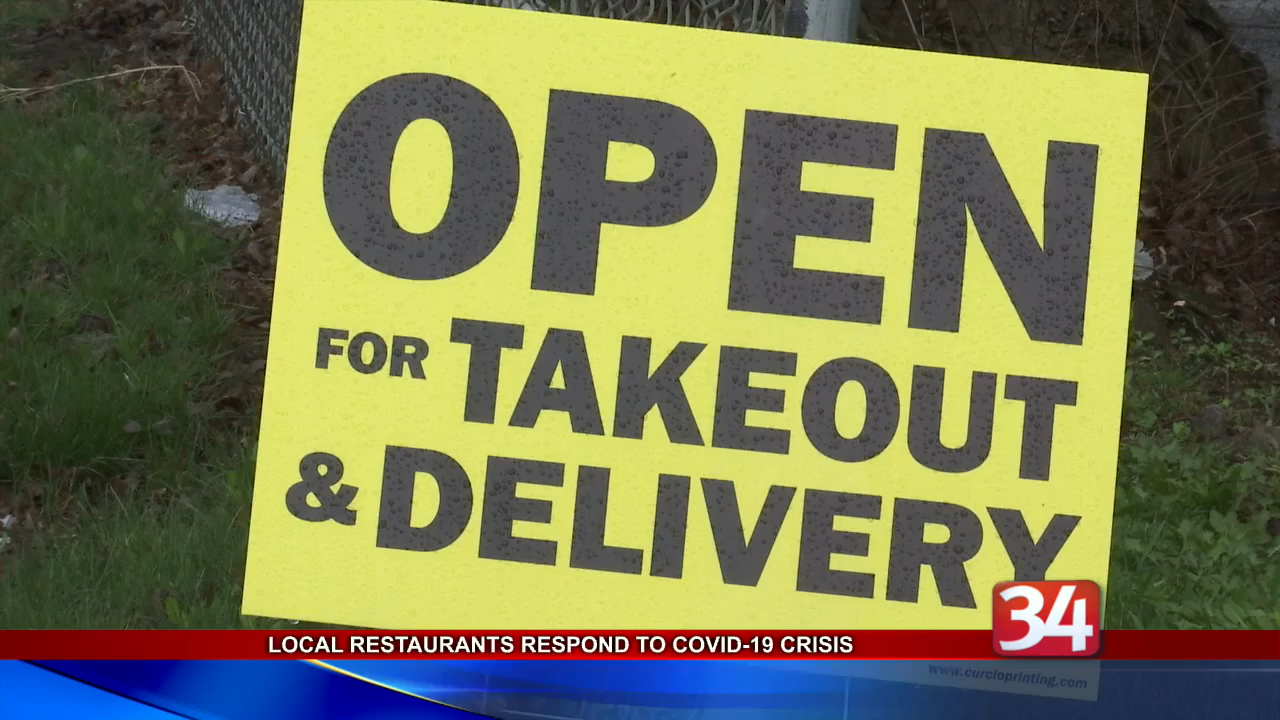 OPEN
FOR TAKEOUT
& DELIVERY
34
LOCAL RESTAURANTS RESPOND TO COVID-19 CRISIS
www.curcioprinting.com